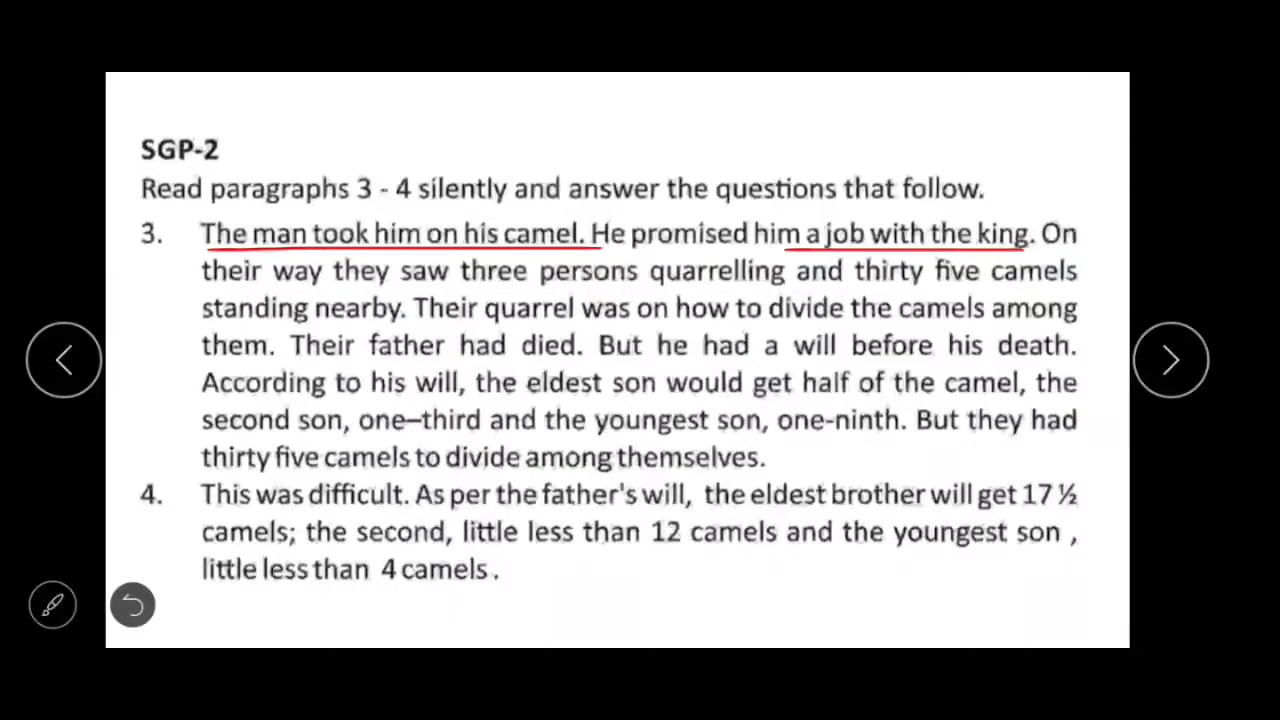 SGP-2
Read paragraphs 3 - 4 silently and answer the questions that follow.
3. The man took him on his camel. He promised him a job with the king. On
their way they saw three persons quarrelling and thirty five camels
standing nearby. Their quarrel was on how to divide the camels among
them. Their father had died. But he had a will before his death.
According to his will, the eldest son would get half of the camel, the
second son, one–third and the youngest son, one-ninth. But they had
thirty five camels to divide among themselves.
4. This was difficult. As per the father's will, the eldest brother will get 17 ½
camels; the second, little less than 12 camels and the youngest son ,
little less than 4 camels .